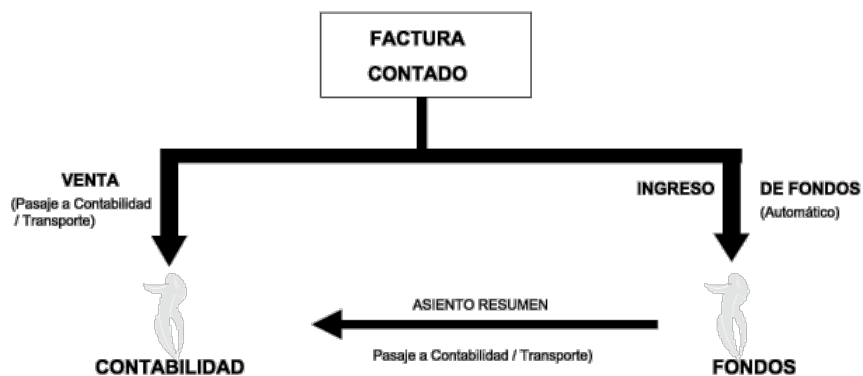 FACTURA
CONTADO
VENTA
(Pasaje a Contabilidad
/ Transporte)
INGRESO DE FONDOS
(Automático)
ASIENTO RESUMEN
Pasaje a Contabilidad / Transporte)
CONTABILIDAD
FONDOS